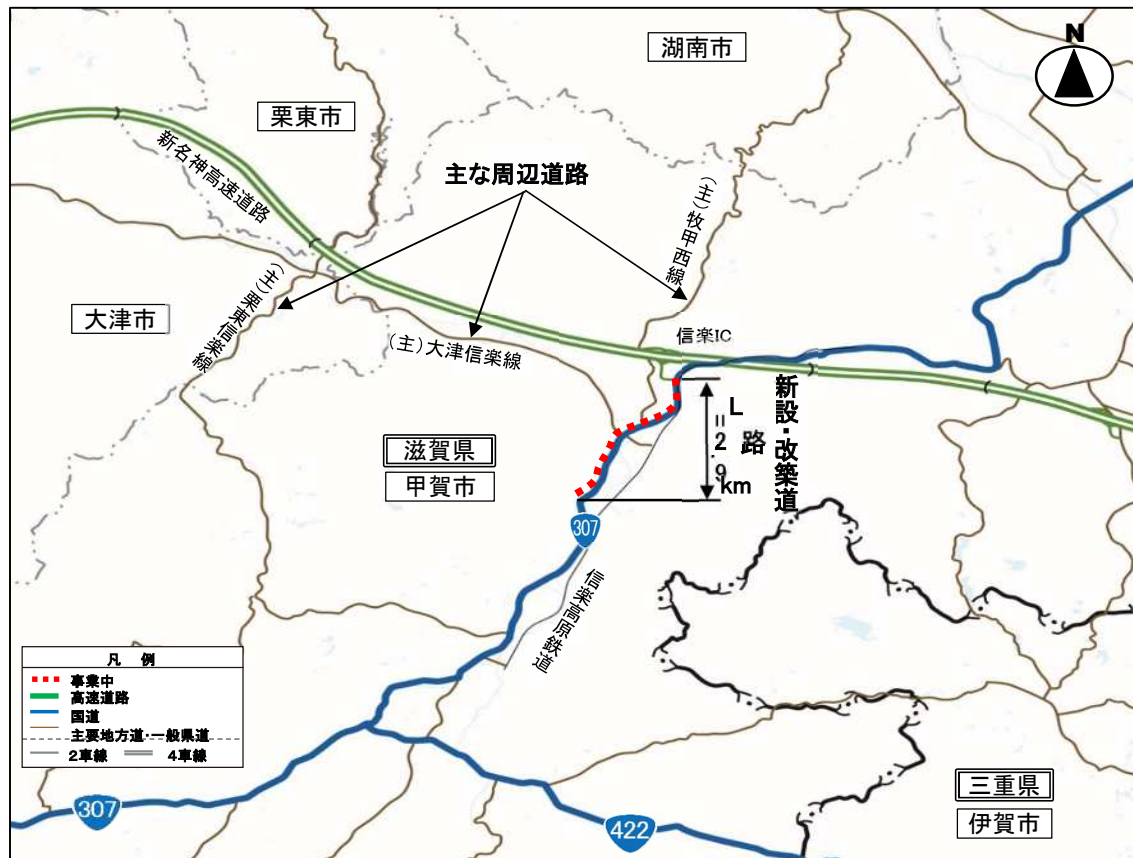 湖南市
N
栗東市
新名神高速道路
主な周辺道路
(主)牧甲西線
(主)栗東信楽線
大津市
(主)大津信楽線
信楽IC
新設・改築道路
L=2.9km
滋賀県
甲賀市
307
信楽高原鉄道
凡 例
事業中
高速道路
国道
主要地方道・一般県道
2車線 4車線
307
422
三重県
伊賀市